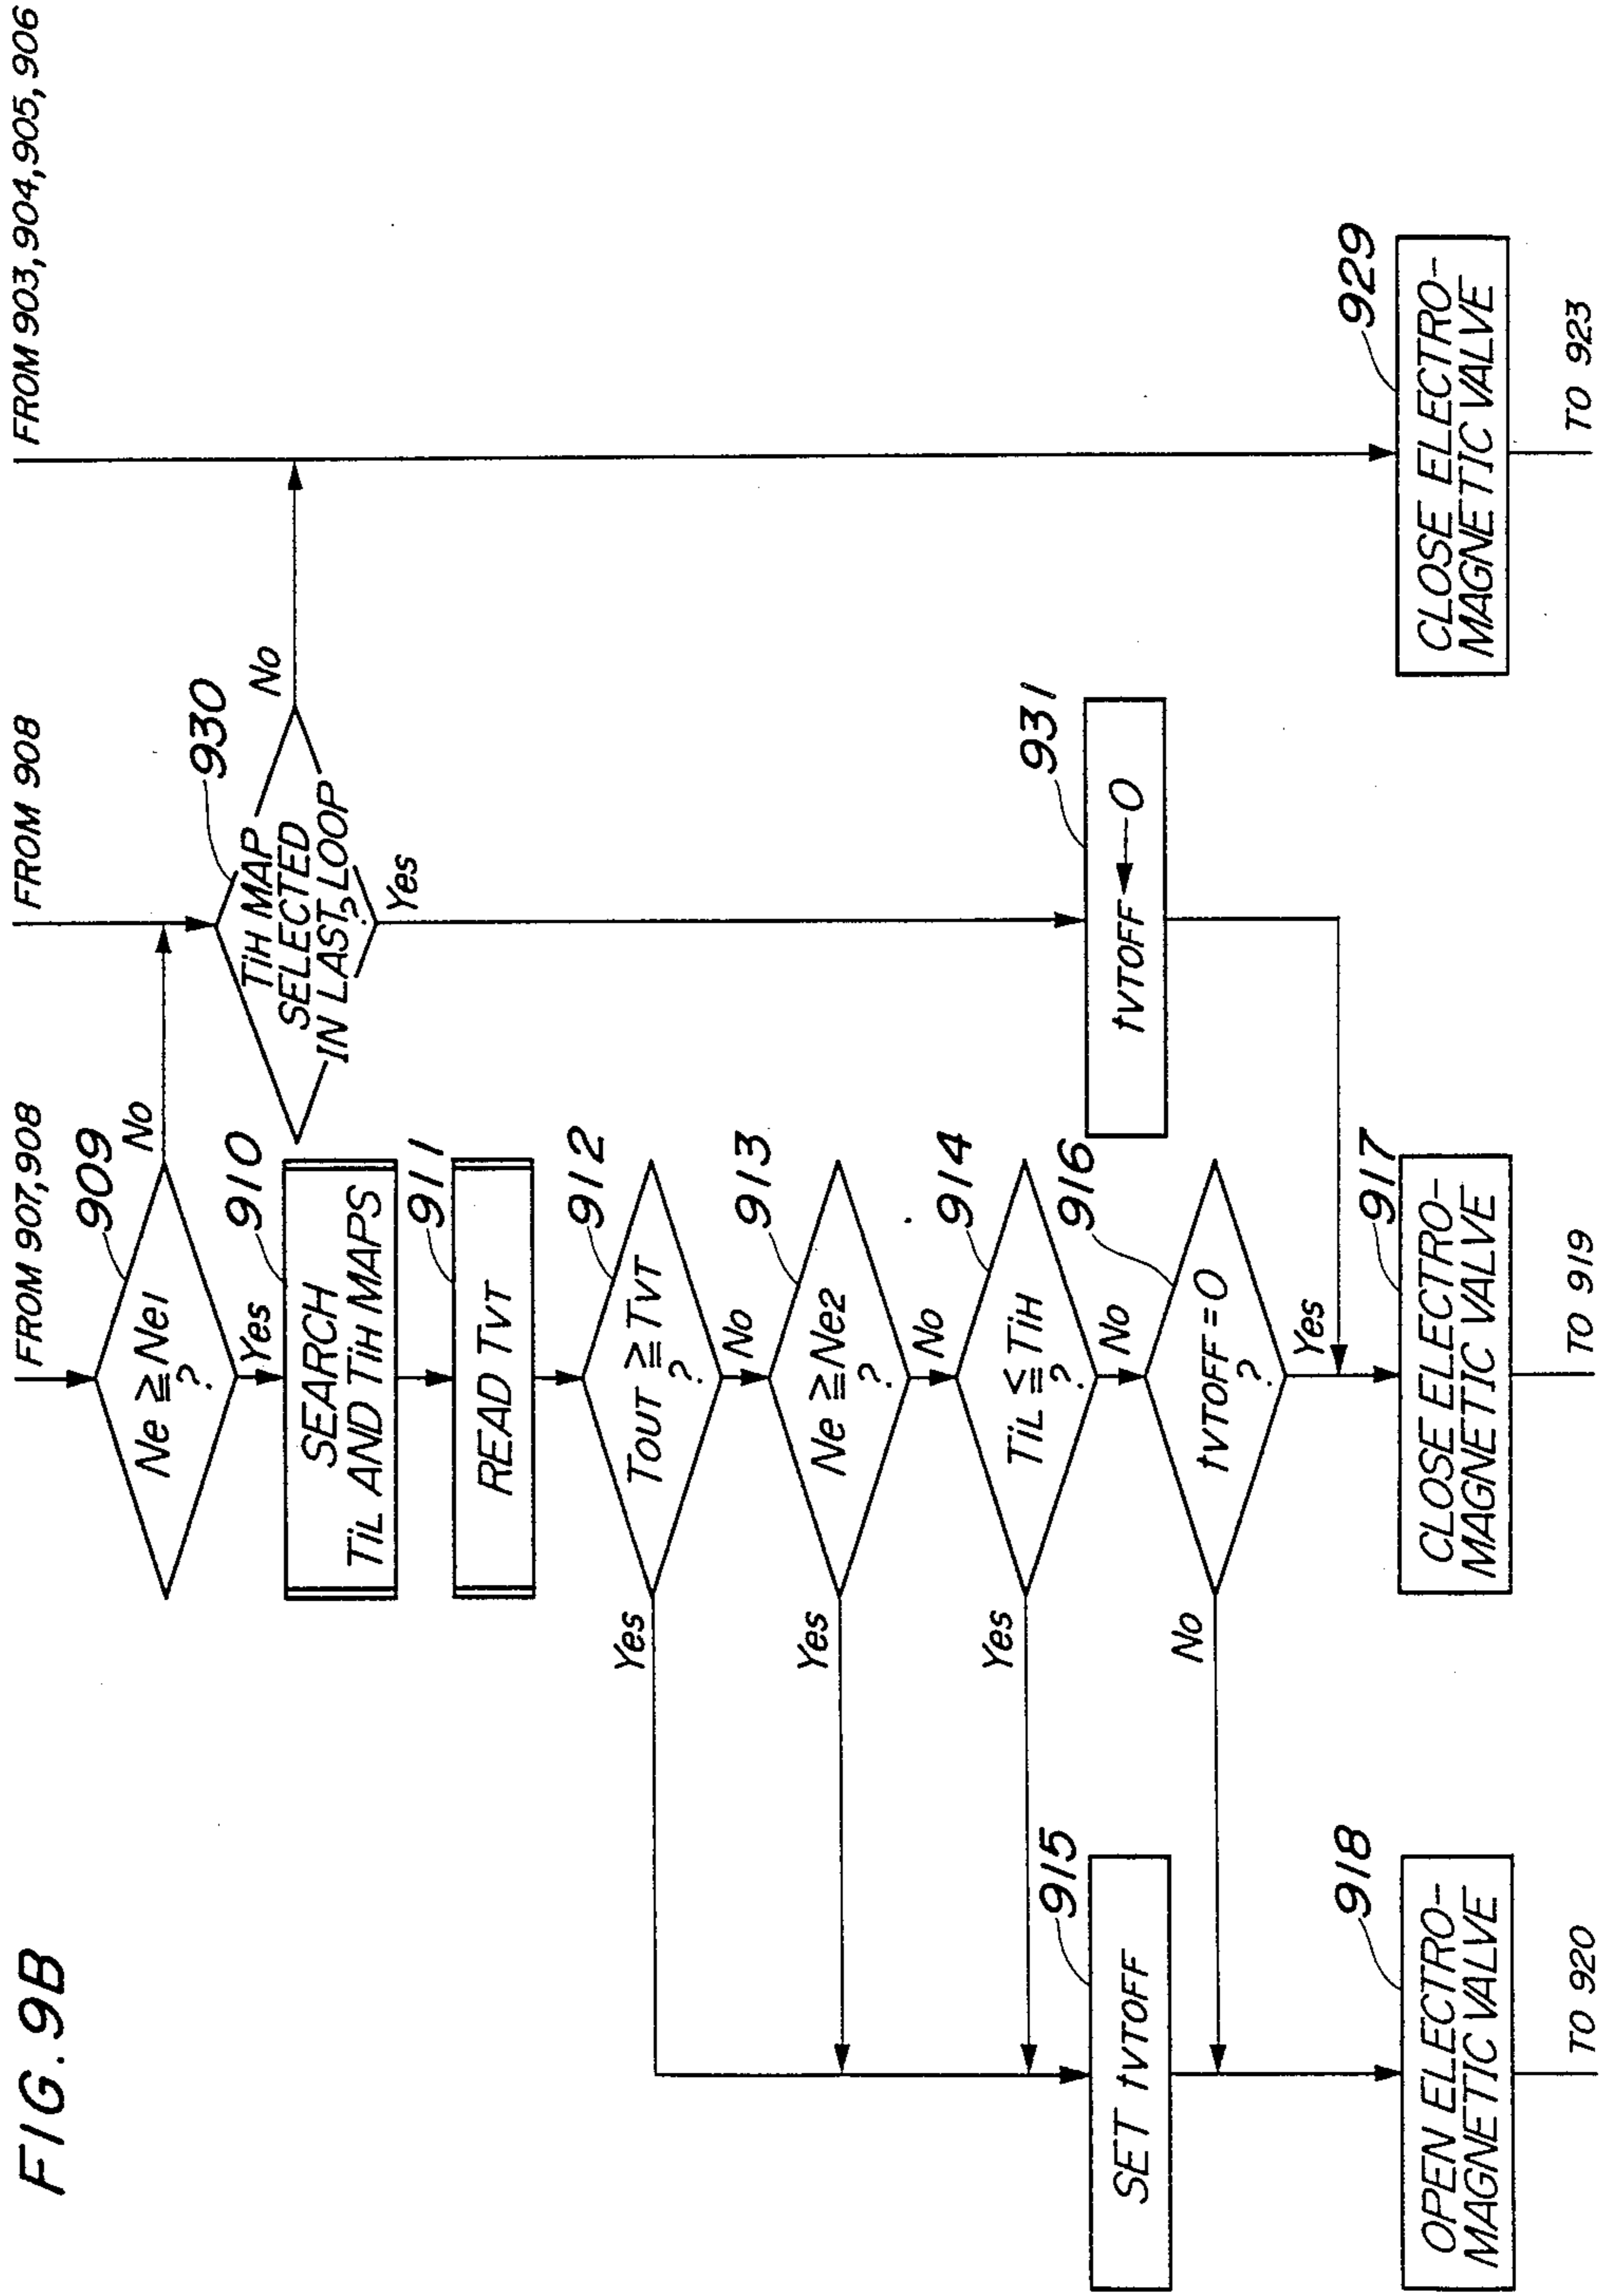 FIG. 9B
FROM 907, 908
FROM 908
FROM 903, 904, 905, 906
909
Ne ≧ Ne1
?
No
Yes
930
TiH MAP
SELECTED
IN LAST LOOP
?
No
Yes
910
SEARCH
TiL AND TiH MAPS
911
READ TVT
912
TOUT ≧ TVT
?
Yes
No
913
Ne ≧ Ne2
?
Yes
No
914
TiL ≦ TiH
?
Yes
No
915
SET tVTOFF
916
tVTOFF = 0
?
No
Yes
931
tVTOFF ← 0
918
OPEN ELECTRO-
MAGNETIC VALVE
917
CLOSE ELECTRO-
MAGNETIC VALVE
929
CLOSE ELECTRO-
MAGNETIC VALVE
TO 920
TO 919
TO 923